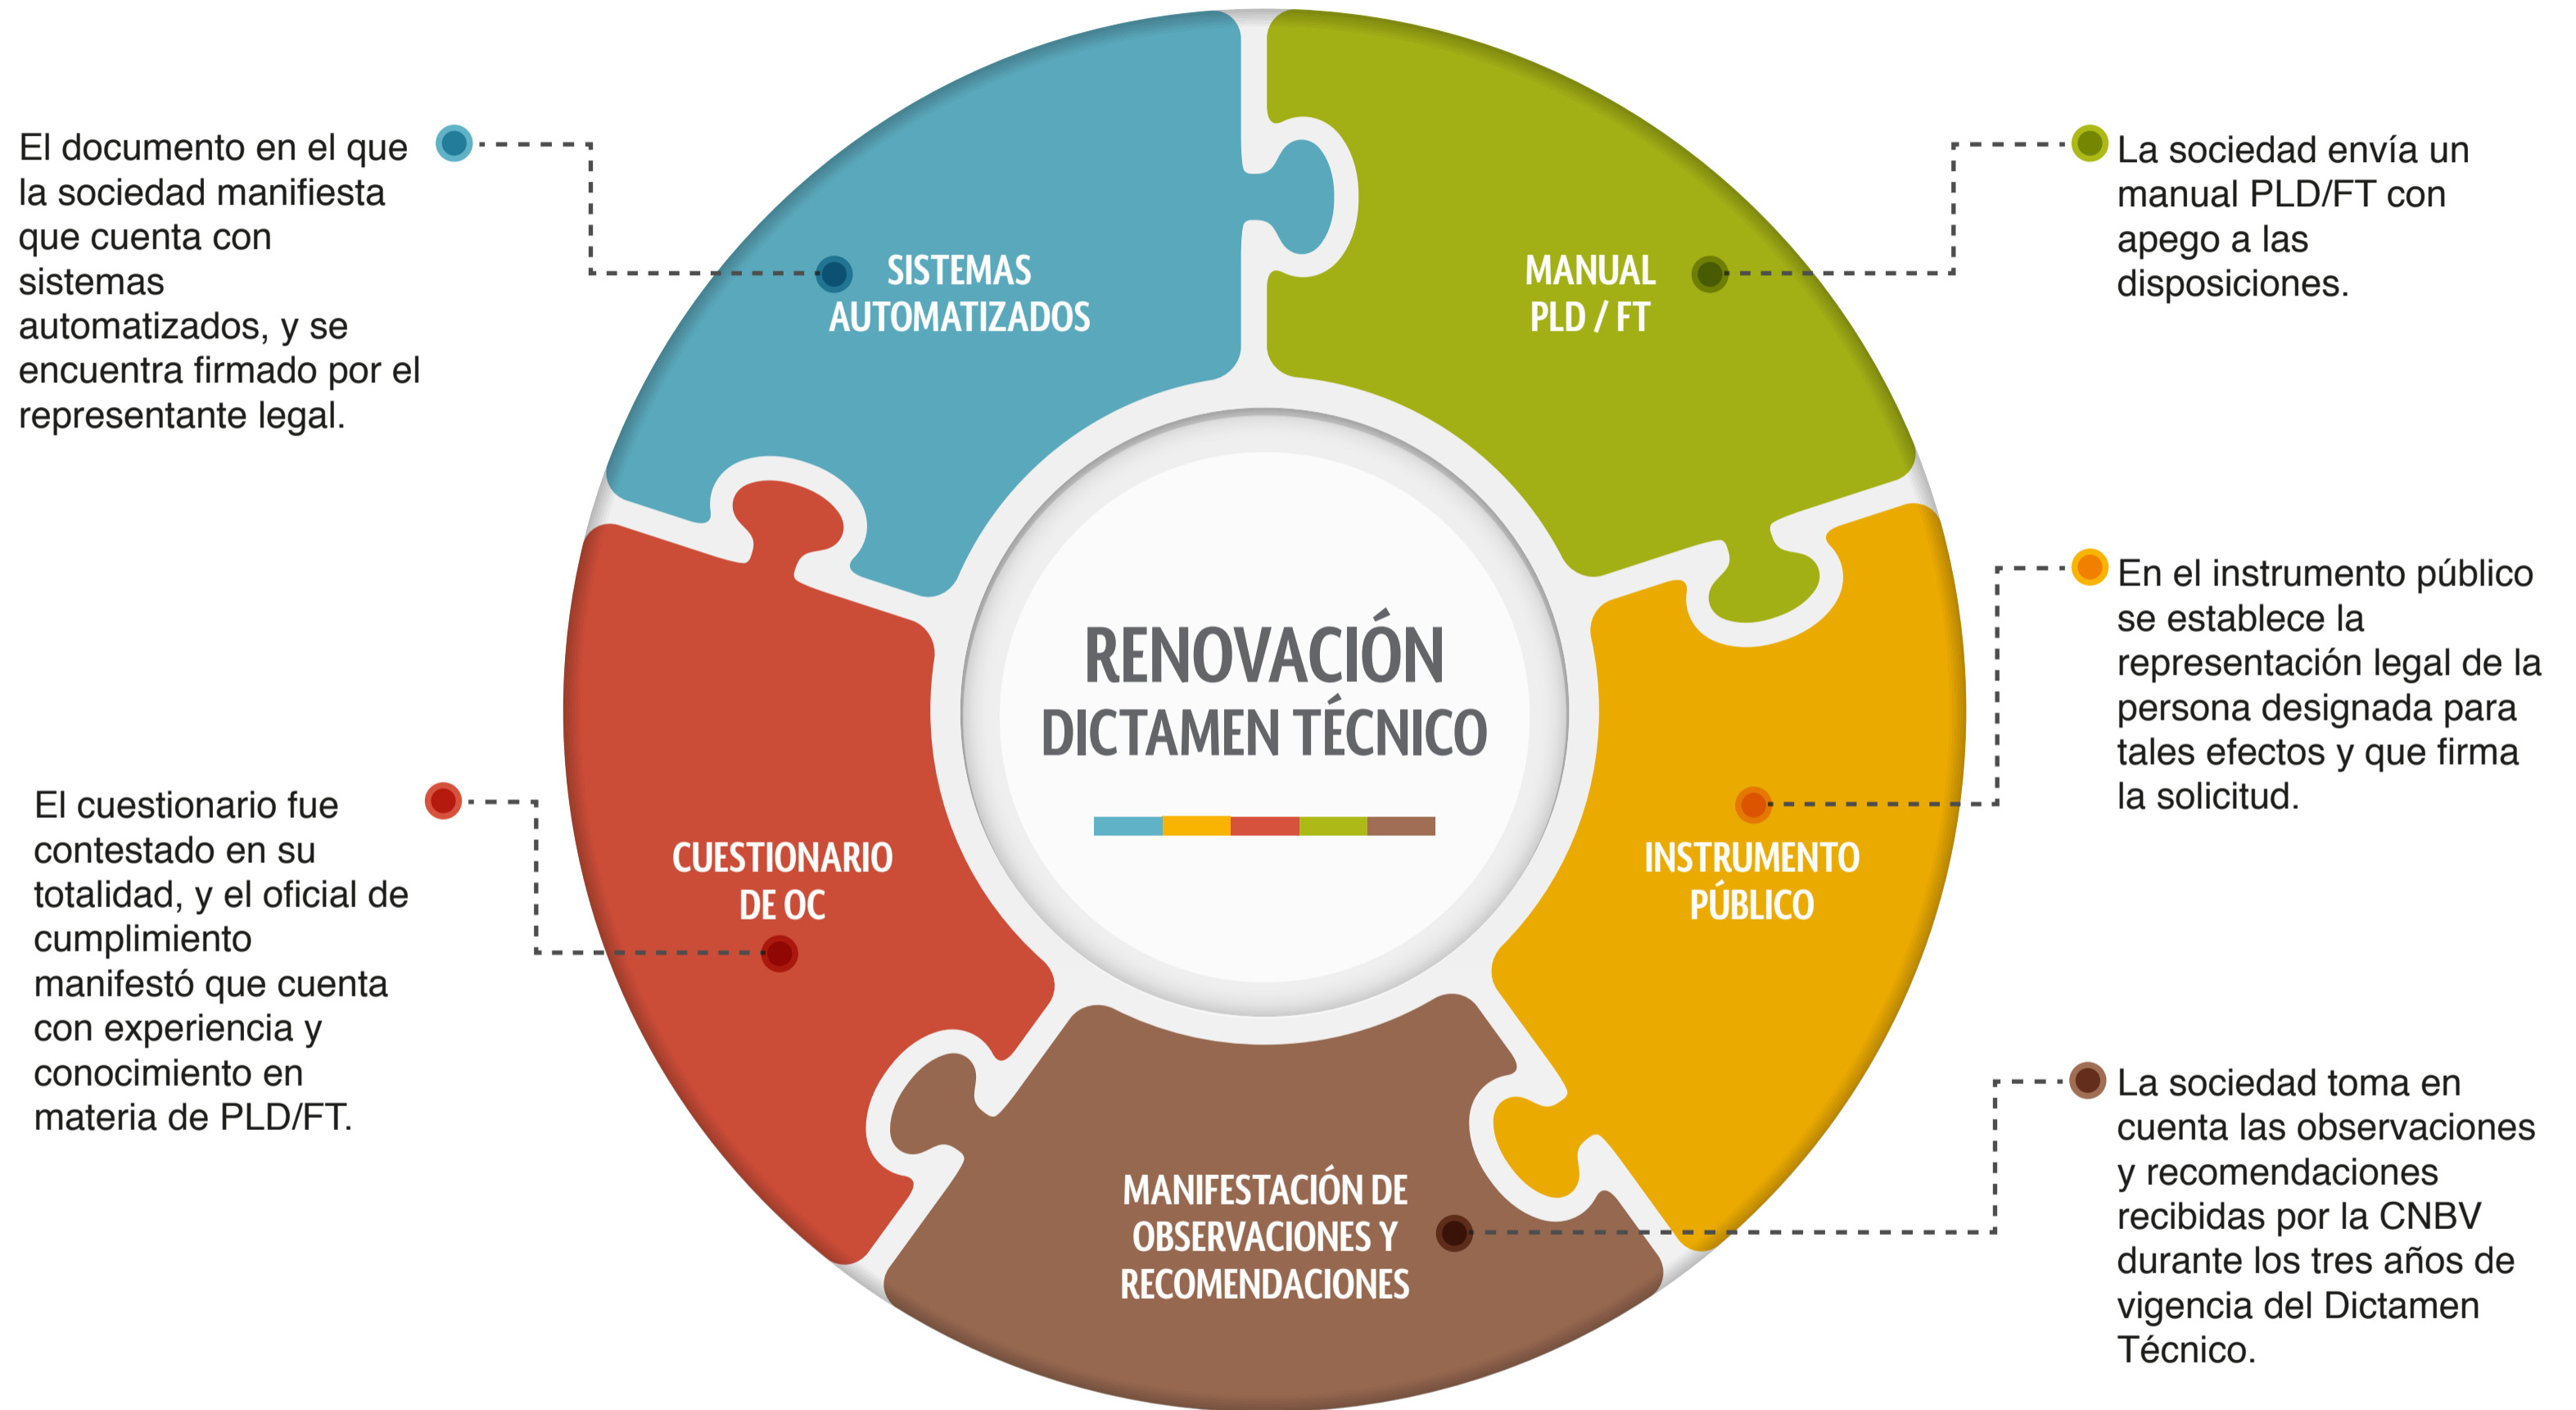 El documento en el que
la sociedad manifiesta
que cuenta con
sistemas
automatizados, y se
encuentra firmado por el
representante legal.
SISTEMAS
AUTOMATIZADOS
MANUAL
PLD / FT
La sociedad envía un
manual PLD/FT con
apego a las
disposiciones.
RENOVACIÓN
DICTAMEN TÉCNICO
En el instrumento público
se establece la
representación legal de la
persona designada para
tales efectos y que firma
la solicitud.
El cuestionario fue
contestado en su
totalidad, y el oficial de
cumplimiento
manifestó que cuenta
con experiencia y
conocimiento en
materia de PLD/FT.
CUESTIONARIO
DE OC
INSTRUMENTO
PÚBLICO
MANIFESTACIÓN DE
OBSERVACIONES Y
RECOMENDACIONES
La sociedad toma en
cuenta las observaciones
y recomendaciones
recibidas por la CNBV
durante los tres años de
vigencia del Dictamen
Técnico.